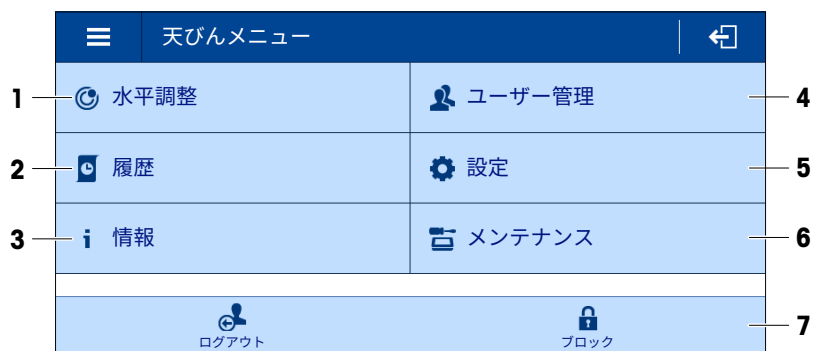 天びんメニュー
1 水平調整 ユーザー管理 4
2 履歴 設定 5
3 情報 メンテナンス 6
ログアウト ブロック 7